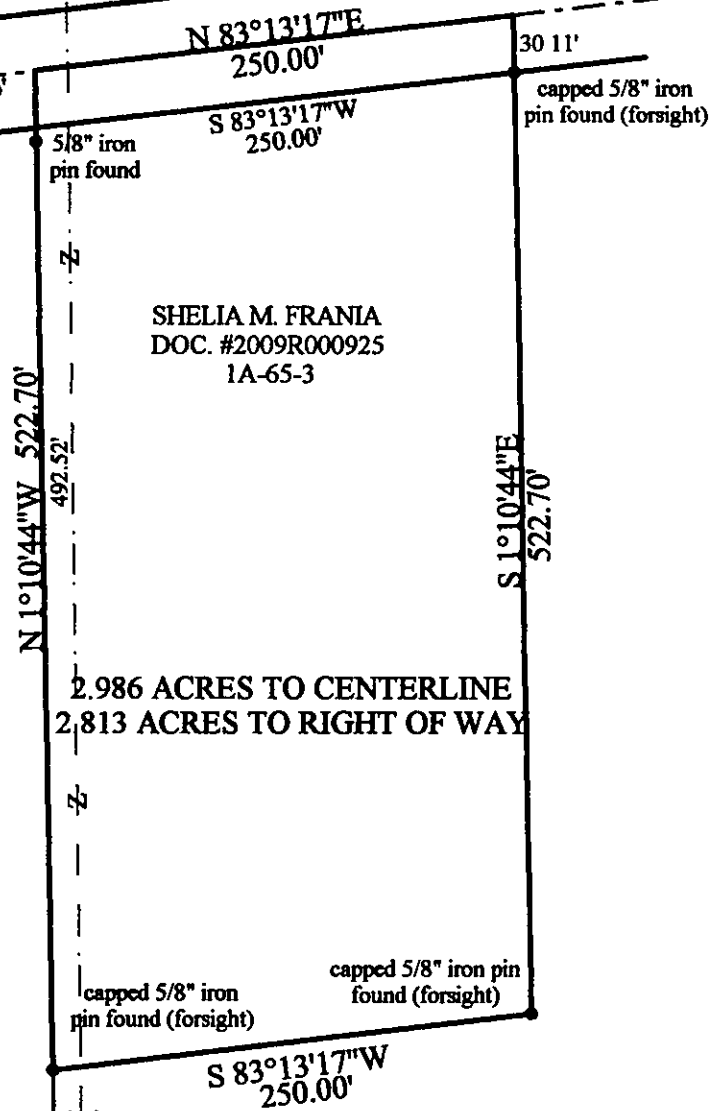 N 83°13'17"E
250.00'
30 11'
S 83°13'17"W
250.00'
capped 5/8" iron
pin found (forsight)
5/8" iron
pin found
SHELIA M. FRANIA
DOC. #2009R000925
1A-65-3
N 1°10'44"W 522.70'
492.52'
S 1°10'44"E
522.70'
2.986 ACRES TO CENTERLINE
2.813 ACRES TO RIGHT OF WAY
capped 5/8" iron
pin found (forsight)
capped 5/8" iron pin
found (forsight)
S 83°13'17"W
250.00'